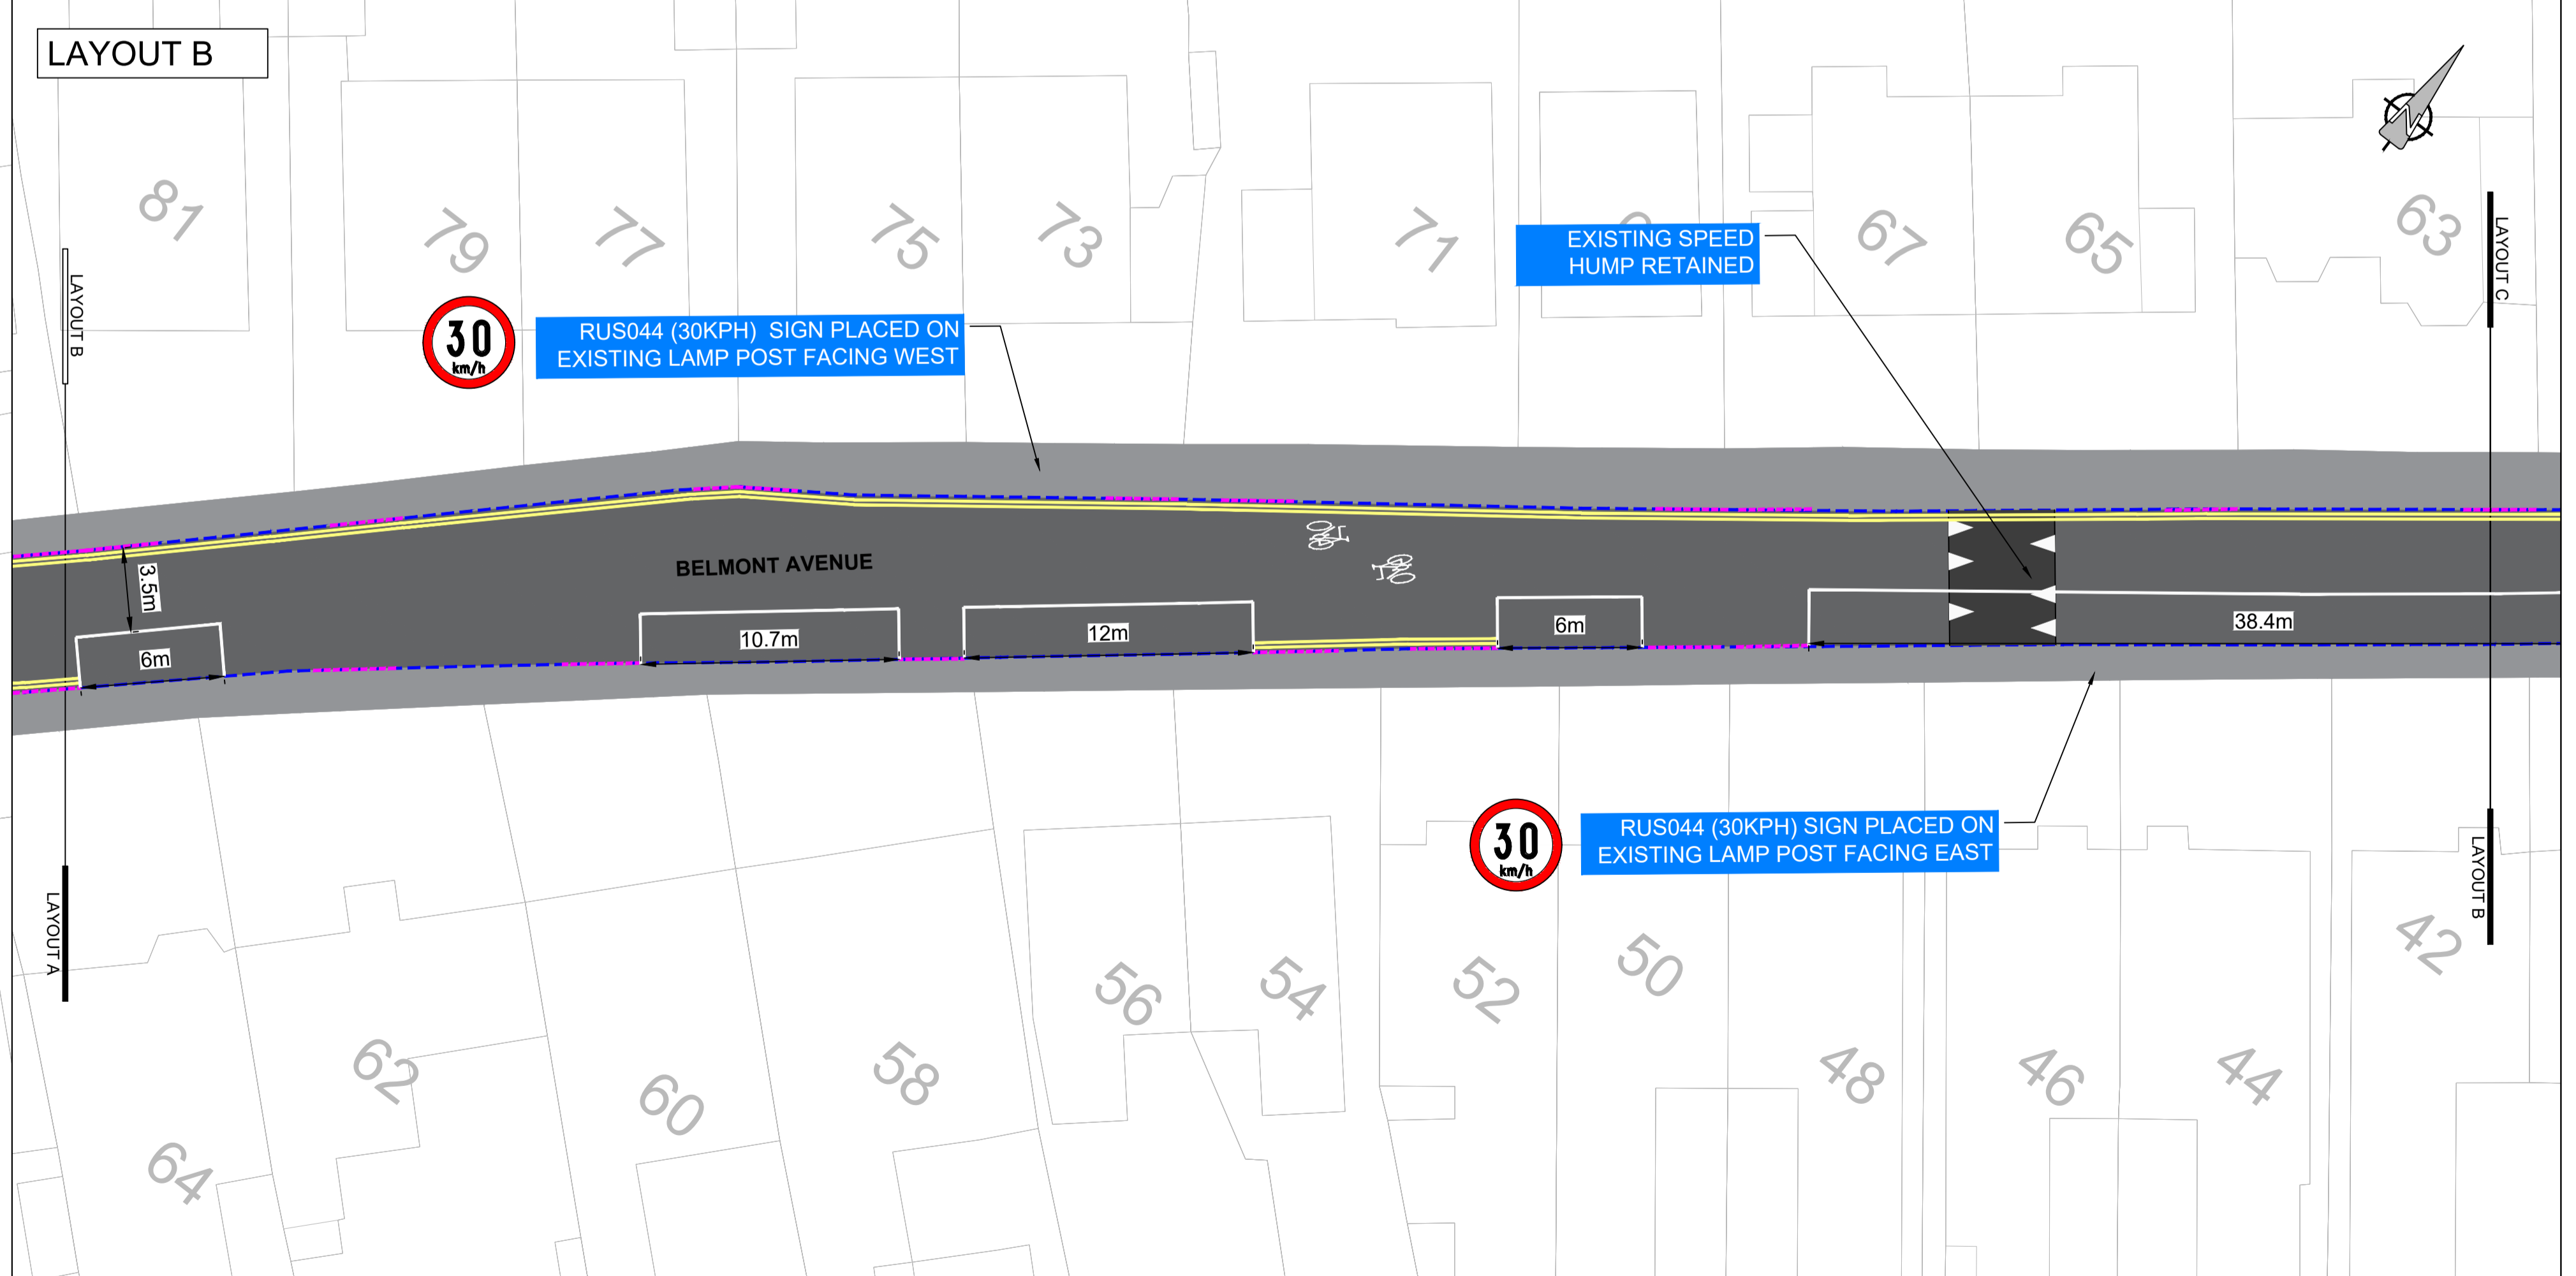 LAYOUT B
81
79
77
75
73
71
67
65
63
N
LAYOUT B
LAYOUT C
EXISTING SPEED
HUMP RETAINED
30
km/h
RUS044 (30KPH) SIGN PLACED ON
EXISTING LAMP POST FACING WEST
BELMONT AVENUE
3.5m
6m
10.7m
12m
6m
38.4m
30
km/h
RUS044 (30KPH) SIGN PLACED ON
EXISTING LAMP POST FACING EAST
LAYOUT A
LAYOUT B
64
62
60
58
56
54
52
50
48
46
44
42